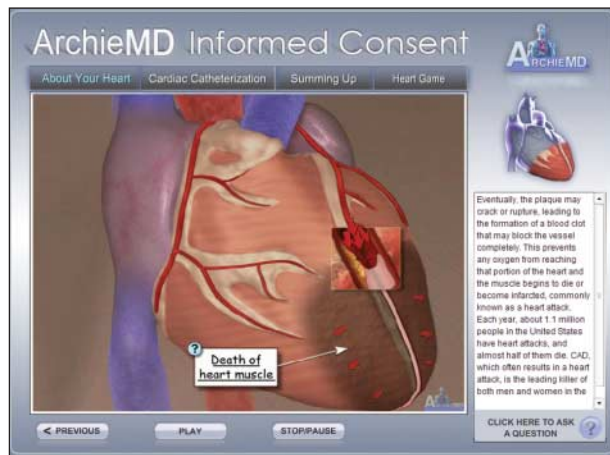 ArchieMD Informed Consent
ARCHIEMD
About Your Heart
Cardiac Catheterization
Summing Up
Heart Game
Death of
heart muscle
?
Eventually, the plaque may
crack or rupture, leading to
the formation of a blood clot
that may block the vessel
completely. This prevents
any oxygen from reaching
that portion of the heart and
the muscle begins to die or
become infarcted, commonly
known as a heart attack.
Each year, about 1.1 million
people in the United States
have heart attacks, and
almost half of them die. CAD,
which often results in a heart
attack, is the leading killer of
both men and women in the
< PREVIOUS
PLAY
STOP/PAUSE
CLICK HERE TO ASK
A QUESTION
?